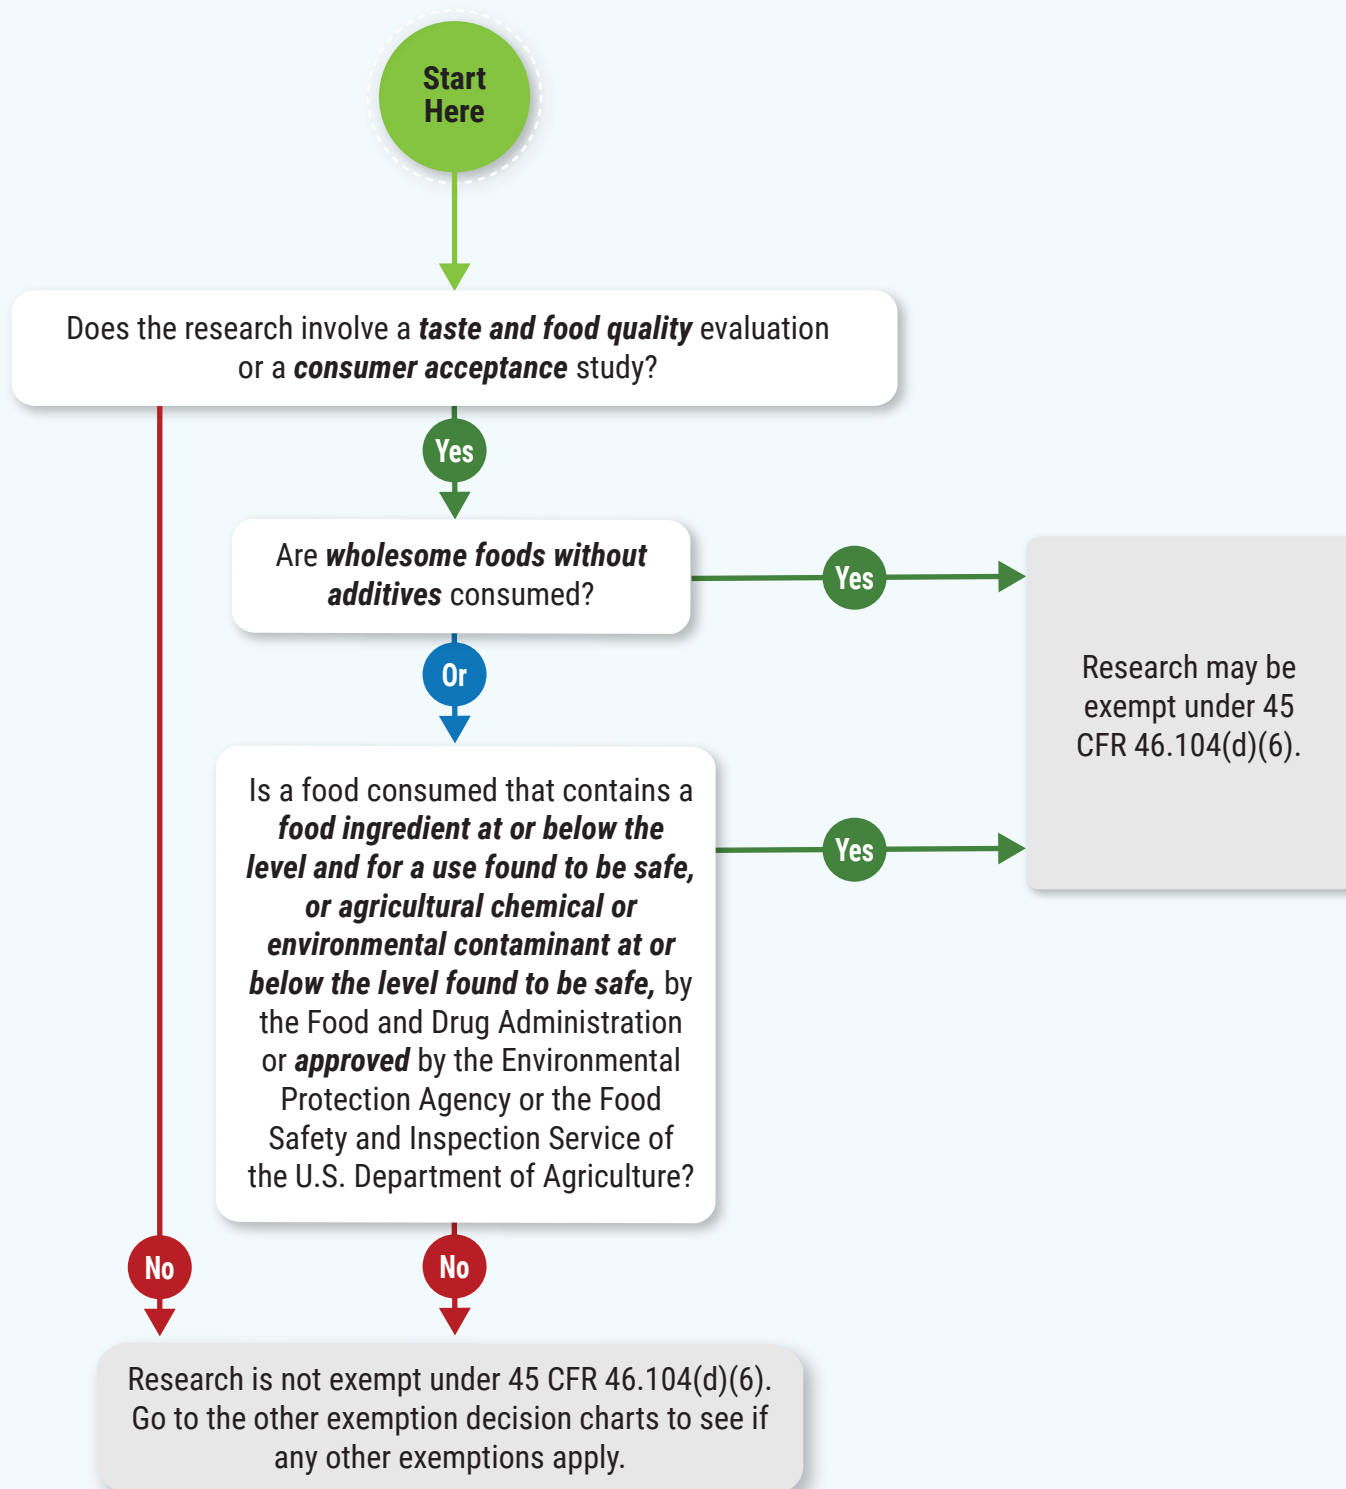 Start
Here
Does the research involve a taste and food quality evaluation
or a consumer acceptance study?
Yes
Are wholesome foods without
additives consumed?
Yes
Or
Research may be
exempt under 45
CFR 46.104(d)(6).
Is a food consumed that contains a
food ingredient at or below the
level and for a use found to be safe,
or agricultural chemical or
environmental contaminant at or
below the level found to be safe, by
the Food and Drug Administration
or approved by the Environmental
Protection Agency or the Food
Safety and Inspection Service of
the U.S. Department of Agriculture?
Yes
No
No
Research is not exempt under 45 CFR 46.104(d)(6).
Go to the other exemption decision charts to see if
any other exemptions apply.